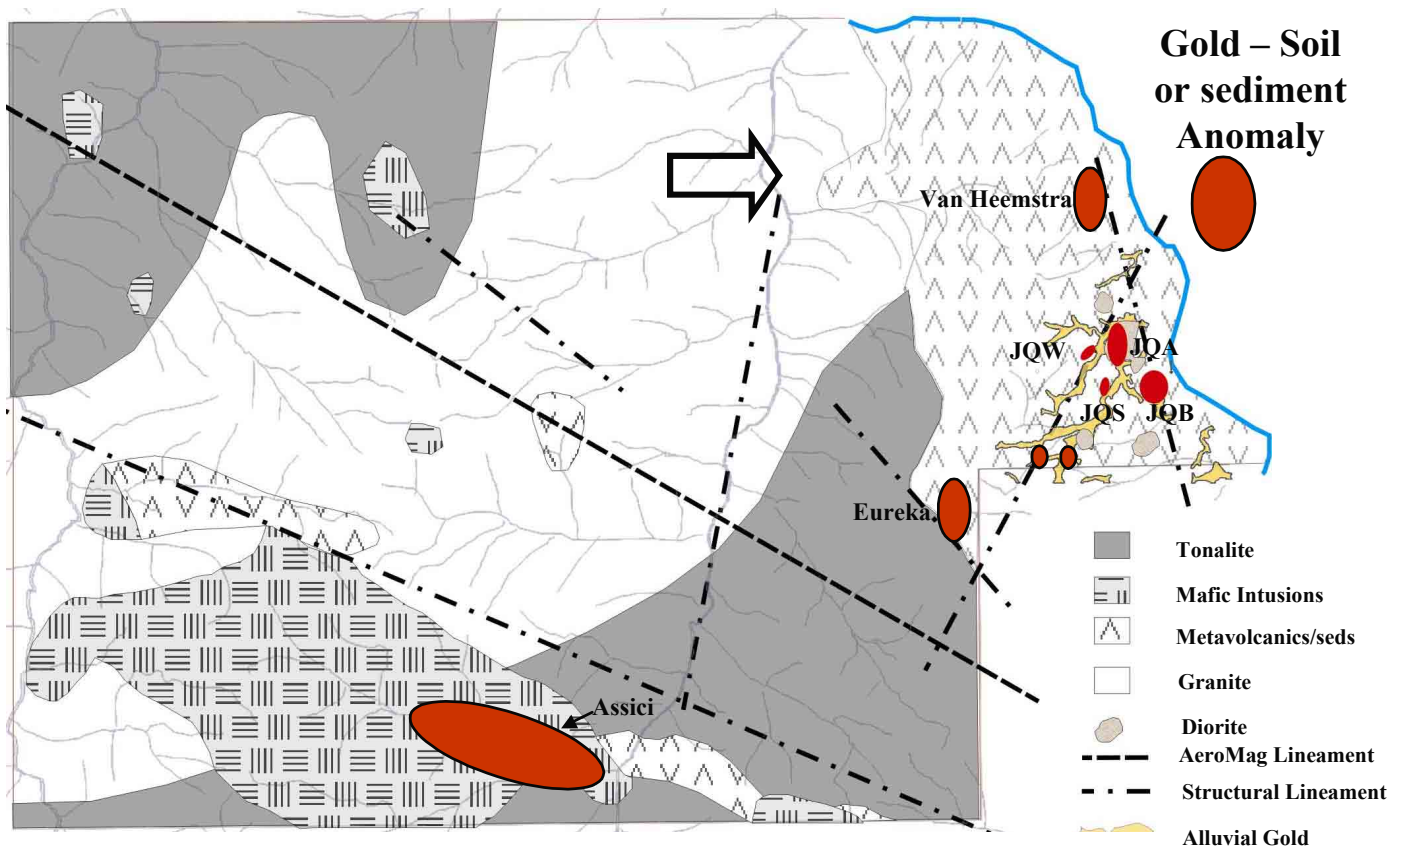 Gold – Soil
or sediment
Anomaly
Van Heemstra
JQW
JQA
JQS
JQB
Eureka
Assici
Tonalite
Mafic Intusions
Metavolcanics/seds
Granite
Diorite
AeroMag Lineament
Structural Lineament
Alluvial Gold